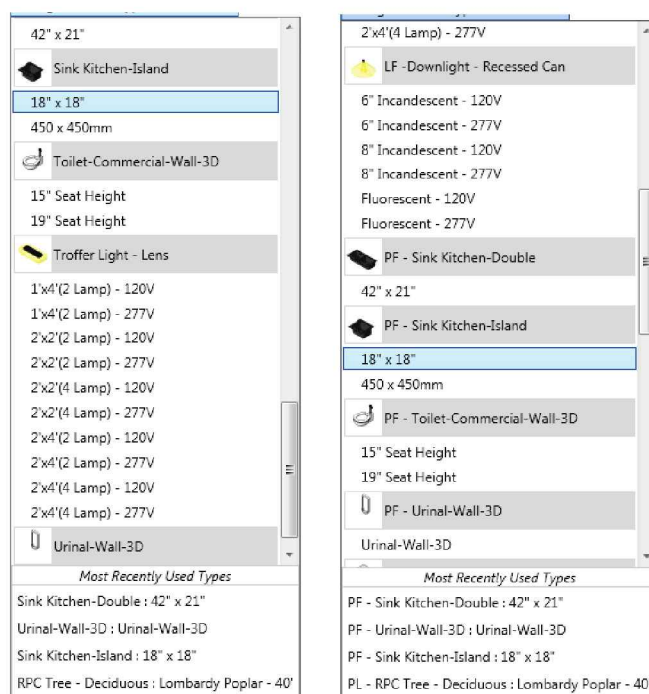 42" x 21"
Sink Kitchen-Island
18" x 18"
450 x 450mm
Toilet-Commercial-Wall-3D
15" Seat Height
19" Seat Height
Troffer Light - Lens
1'x4'(2 Lamp) - 120V
1'x4'(2 Lamp) - 277V
2'x2'(2 Lamp) - 120V
2'x2'(2 Lamp) - 277V
2'x2'(4 Lamp) - 120V
2'x2'(4 Lamp) - 277V
2'x4'(2 Lamp) - 120V
2'x4'(2 Lamp) - 277V
2'x4'(4 Lamp) - 120V
2'x4'(4 Lamp) - 277V
Urinal-Wall-3D
Most Recently Used Types
Sink Kitchen-Double : 42" x 21"
Urinal-Wall-3D : Urinal-Wall-3D
Sink Kitchen-Island : 18" x 18"
RPC Tree - Deciduous : Lombardy Poplar - 40'
2'x4'(4 Lamp) - 277V
LF -Downlight - Recessed Can
6" Incandescent - 120V
6" Incandescent - 277V
8" Incandescent - 120V
8" Incandescent - 277V
Fluorescent - 120V
Fluorescent - 277V
PF - Sink Kitchen-Double
42" x 21"
PF - Sink Kitchen-Island
18" x 18"
450 x 450mm
PF - Toilet-Commercial-Wall-3D
15" Seat Height
19" Seat Height
PF - Urinal-Wall-3D
Urinal-Wall-3D
Most Recently Used Types
PF - Sink Kitchen-Double : 42" x 21"
PF - Urinal-Wall-3D : Urinal-Wall-3D
PF - Sink Kitchen-Island : 18" x 18"
PL - RPC Tree - Deciduous : Lombardy Poplar - 40